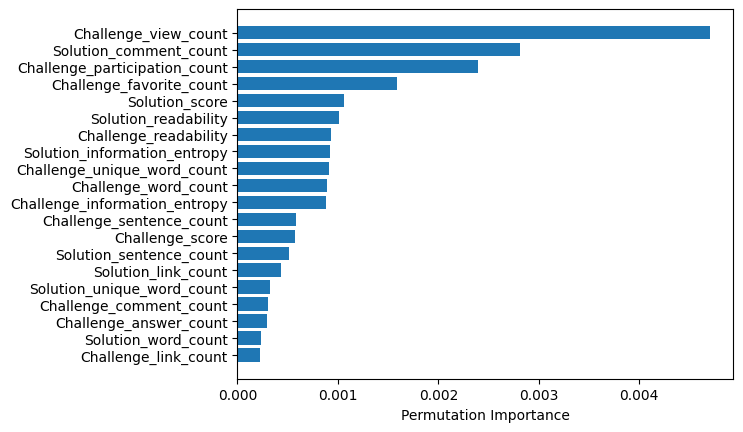 Challenge_view_count
Solution_comment_count
Challenge_participation_count
Challenge_favorite_count
Solution_score
Solution_readability
Challenge_readability
Solution_information_entropy
Challenge_unique_word_count
Challenge_word_count
Challenge_information_entropy
Challenge_sentence_count
Challenge_score
Solution_sentence_count
Solution_link_count
Solution_unique_word_count
Challenge_comment_count
Challenge_answer_count
Solution_word_count
Challenge_link_count
0.000 0.001 0.002 0.003 0.004
Permutation Importance